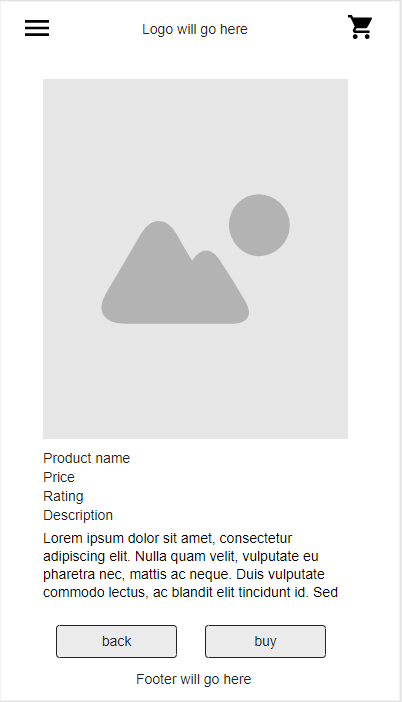 Logo will go here
Product name
Price
Rating
Description
Lorem ipsum dolor sit amet, consectetur
adipiscing elit. Nulla quam velit, vulputate eu
pharetra nec, mattis ac neque. Duis vulputate
commodo lectus, ac blandit elit tincidunt id. Sed
back
buy
Footer will go here